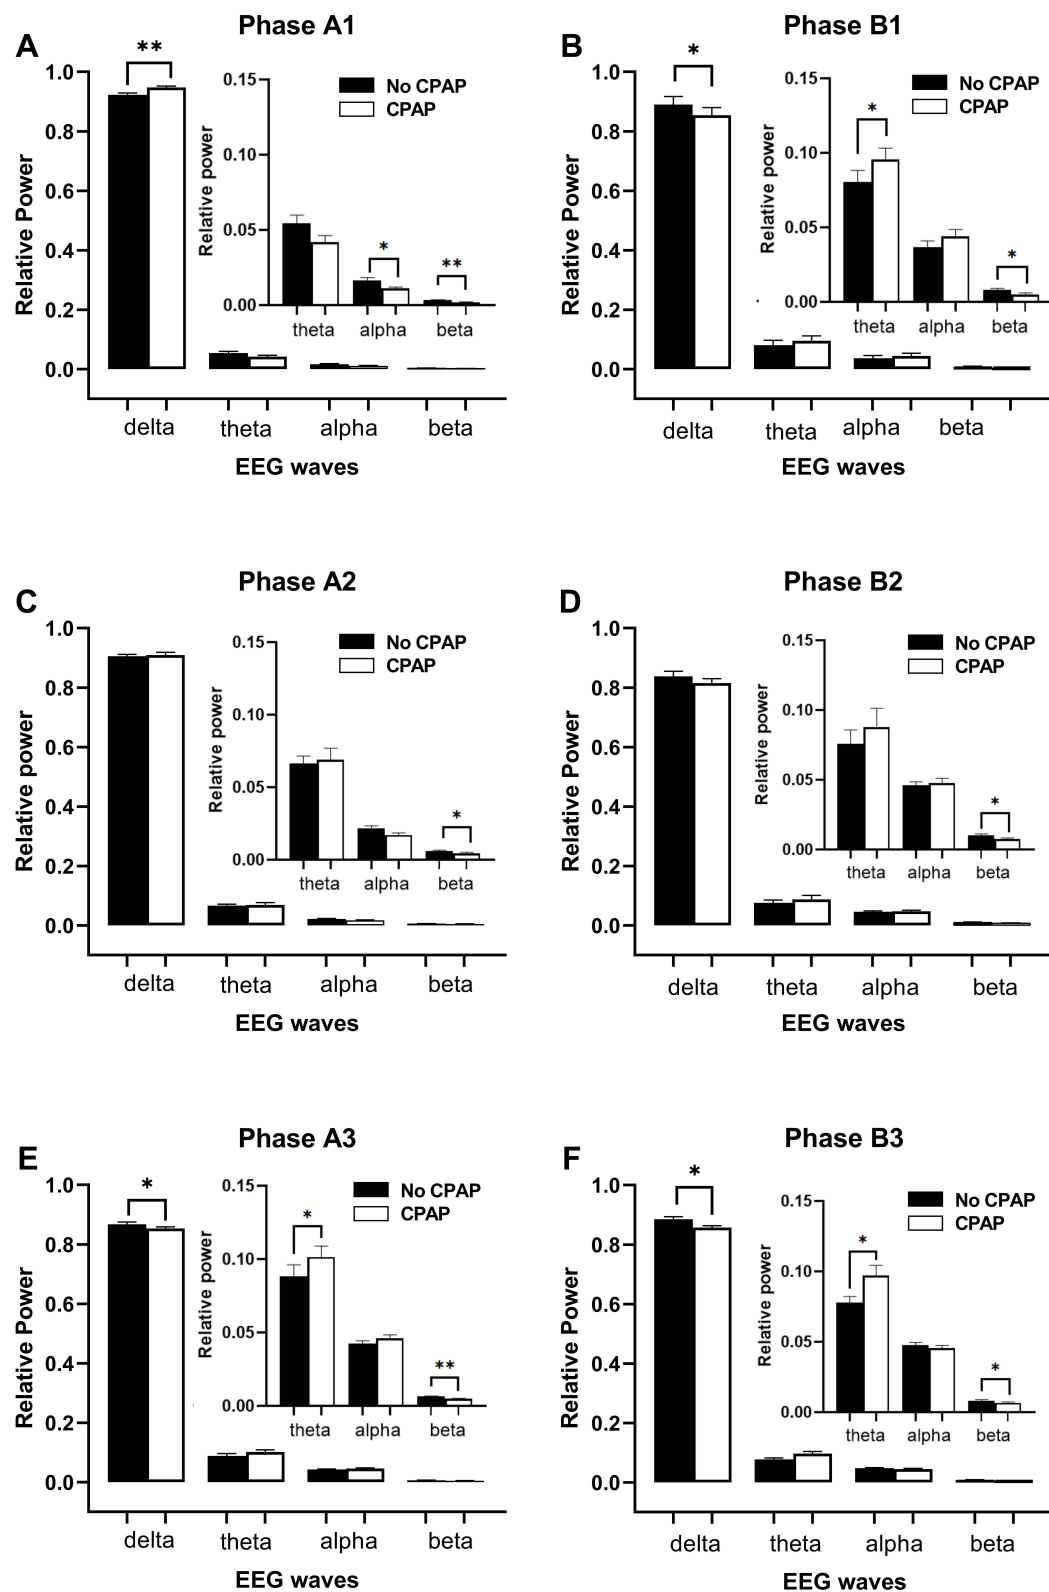 Phase A1
A
**
1.0
0.8
0.6
0.4
0.2
0.0
Relative Power
0.15
0.10
0.05
0.00
Relative power
No CPAP
CPAP
*
**
theta alpha beta
delta theta alpha beta
EEG waves
Phase B1
B
*
1.0
0.8
0.6
0.4
0.2
0.0
Relative Power
0.15
0.10
0.05
0.00
Relative power
No CPAP
CPAP
*
*
theta alpha beta
delta theta alpha beta
EEG waves
Phase A2
C
1.0
0.8
0.6
0.4
0.2
0.0
Relative power
0.15
0.10
0.05
0.00
Relative power
No CPAP
CPAP
*
theta alpha beta
delta theta alpha beta
EEG waves
Phase B2
D
1.0
0.8
0.6
0.4
0.2
0.0
Relative Power
0.15
0.10
0.05
0.00
Relative power
No CPAP
CPAP
*
theta alpha beta
delta theta alpha beta
EEG waves
Phase A3
E
*
1.0
0.8
0.6
0.4
0.2
0.0
Relative Power
0.15
0.10
0.05
0.00
Relative power
No CPAP
CPAP
*
**
theta alpha beta
delta theta alpha beta
EEG waves
Phase B3
F
*
1.0
0.8
0.6
0.4
0.2
0.0
Relative Power
0.15
0.10
0.05
0.00
Relative power
No CPAP
CPAP
*
*
theta alpha beta
delta theta alpha beta
EEG waves